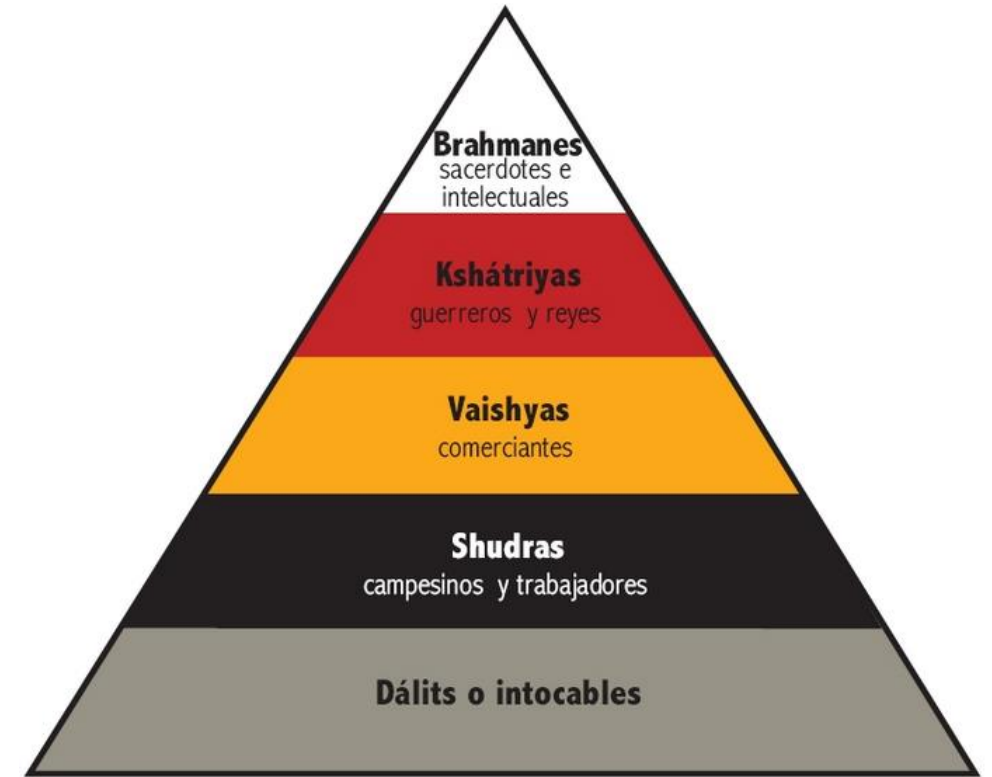 Brahmanes
sacerdotes e
intelectuales
Kshátriyas
guerreros y reyes
Vaishyas
comerciantes
Shudras
campesinos y trabajadores
Dálits o intocables